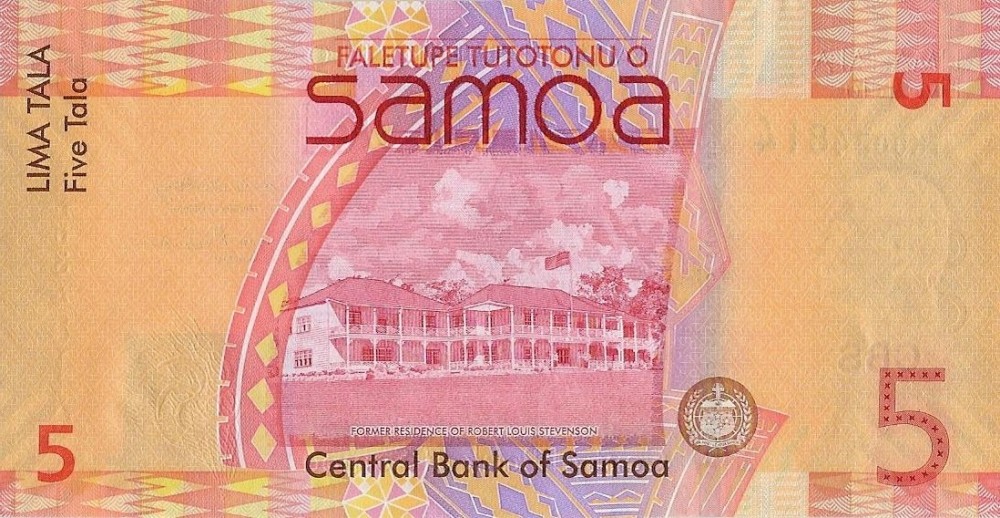 LIMA TALA
Five Tala
FALETUPE TUTOTONU O
Samoa
5
FORMER RESIDENCE OF ROBERT LOUIS STEVENSON
Central Bank of Samoa
5
5